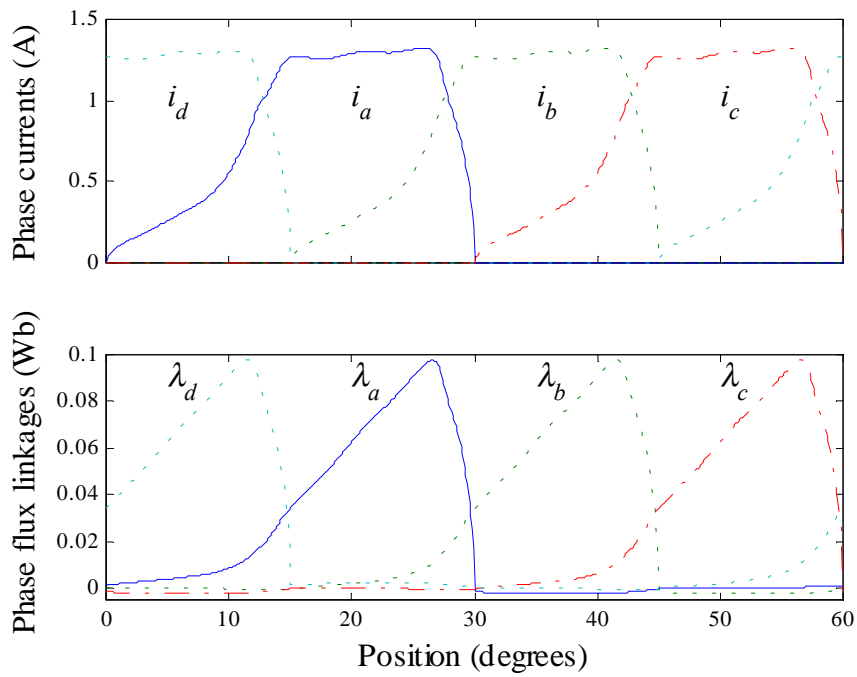 Phase currents (A)
1.5
1
0.5
0
i_d
i_a
i_b
i_c
Phase flux linkages (Wb)
0.1
0.08
0.06
0.04
0.02
0
λ_d
λ_a
λ_b
λ_c
0
10
20
30
40
50
60
Position (degrees)